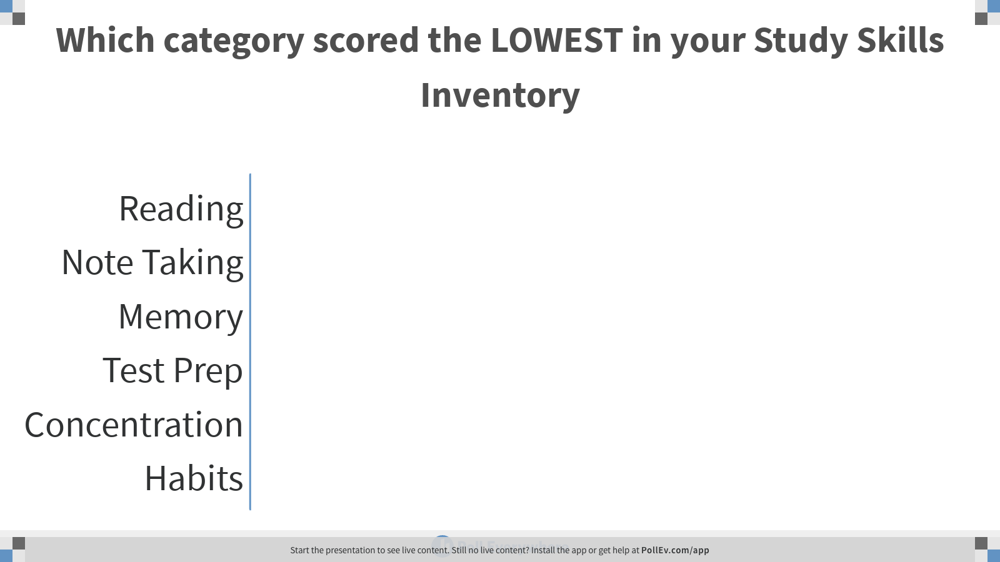 Which category scored the LOWEST in your Study Skills
Inventory
Reading
Note Taking
Memory
Test Prep
Concentration
Habits
Start the presentation to see live content. Still no live content? Install the app or get help at PollEv.com/app